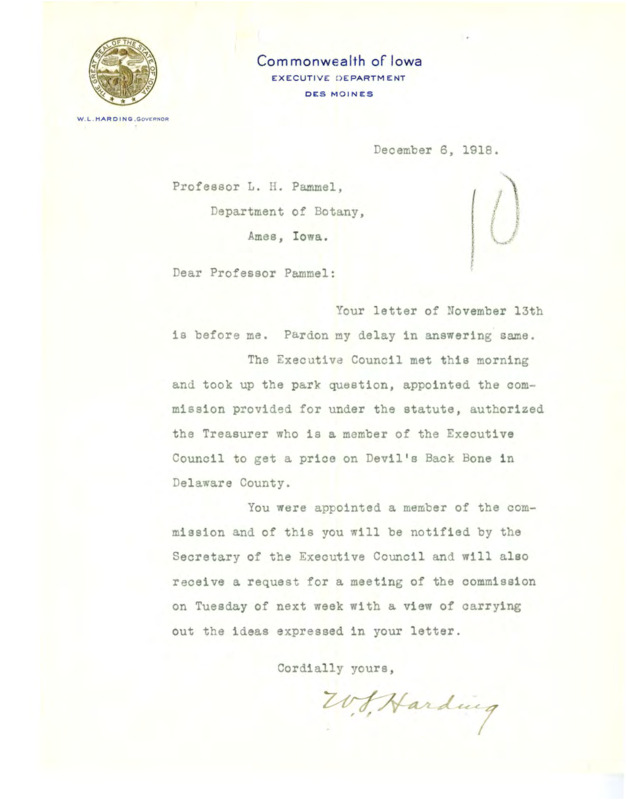 THE GREAT SEAL OF THE STATE OF IOWA
Commonwealth of Iowa
EXECUTIVE DEPARTMENT
DES MOINES
W.L.HARDING,GOVERNOR
December 6, 1918.
10
Professor L. H. Pammel,
Department of Botany,
Ames, Iowa.
Dear Professor Pammel:
Your letter of November 13th
is before me. Pardon my delay in answering same.
The Executive Council met this morning
and took up the park question, appointed the com-
mission provided for under the statute, authorized
the Treasurer who is a member of the Executive
Council to get a price on Devil's Back Bone in
Delaware County.
You were appointed a member of the com-
mission and of this you will be notified by the
Secretary of the Executive Council and will also
receive a request for a meeting of the commission
on Tuesday of next week with a view of carrying
out the ideas expressed in your letter.
Cordially yours,
W.L.Harding